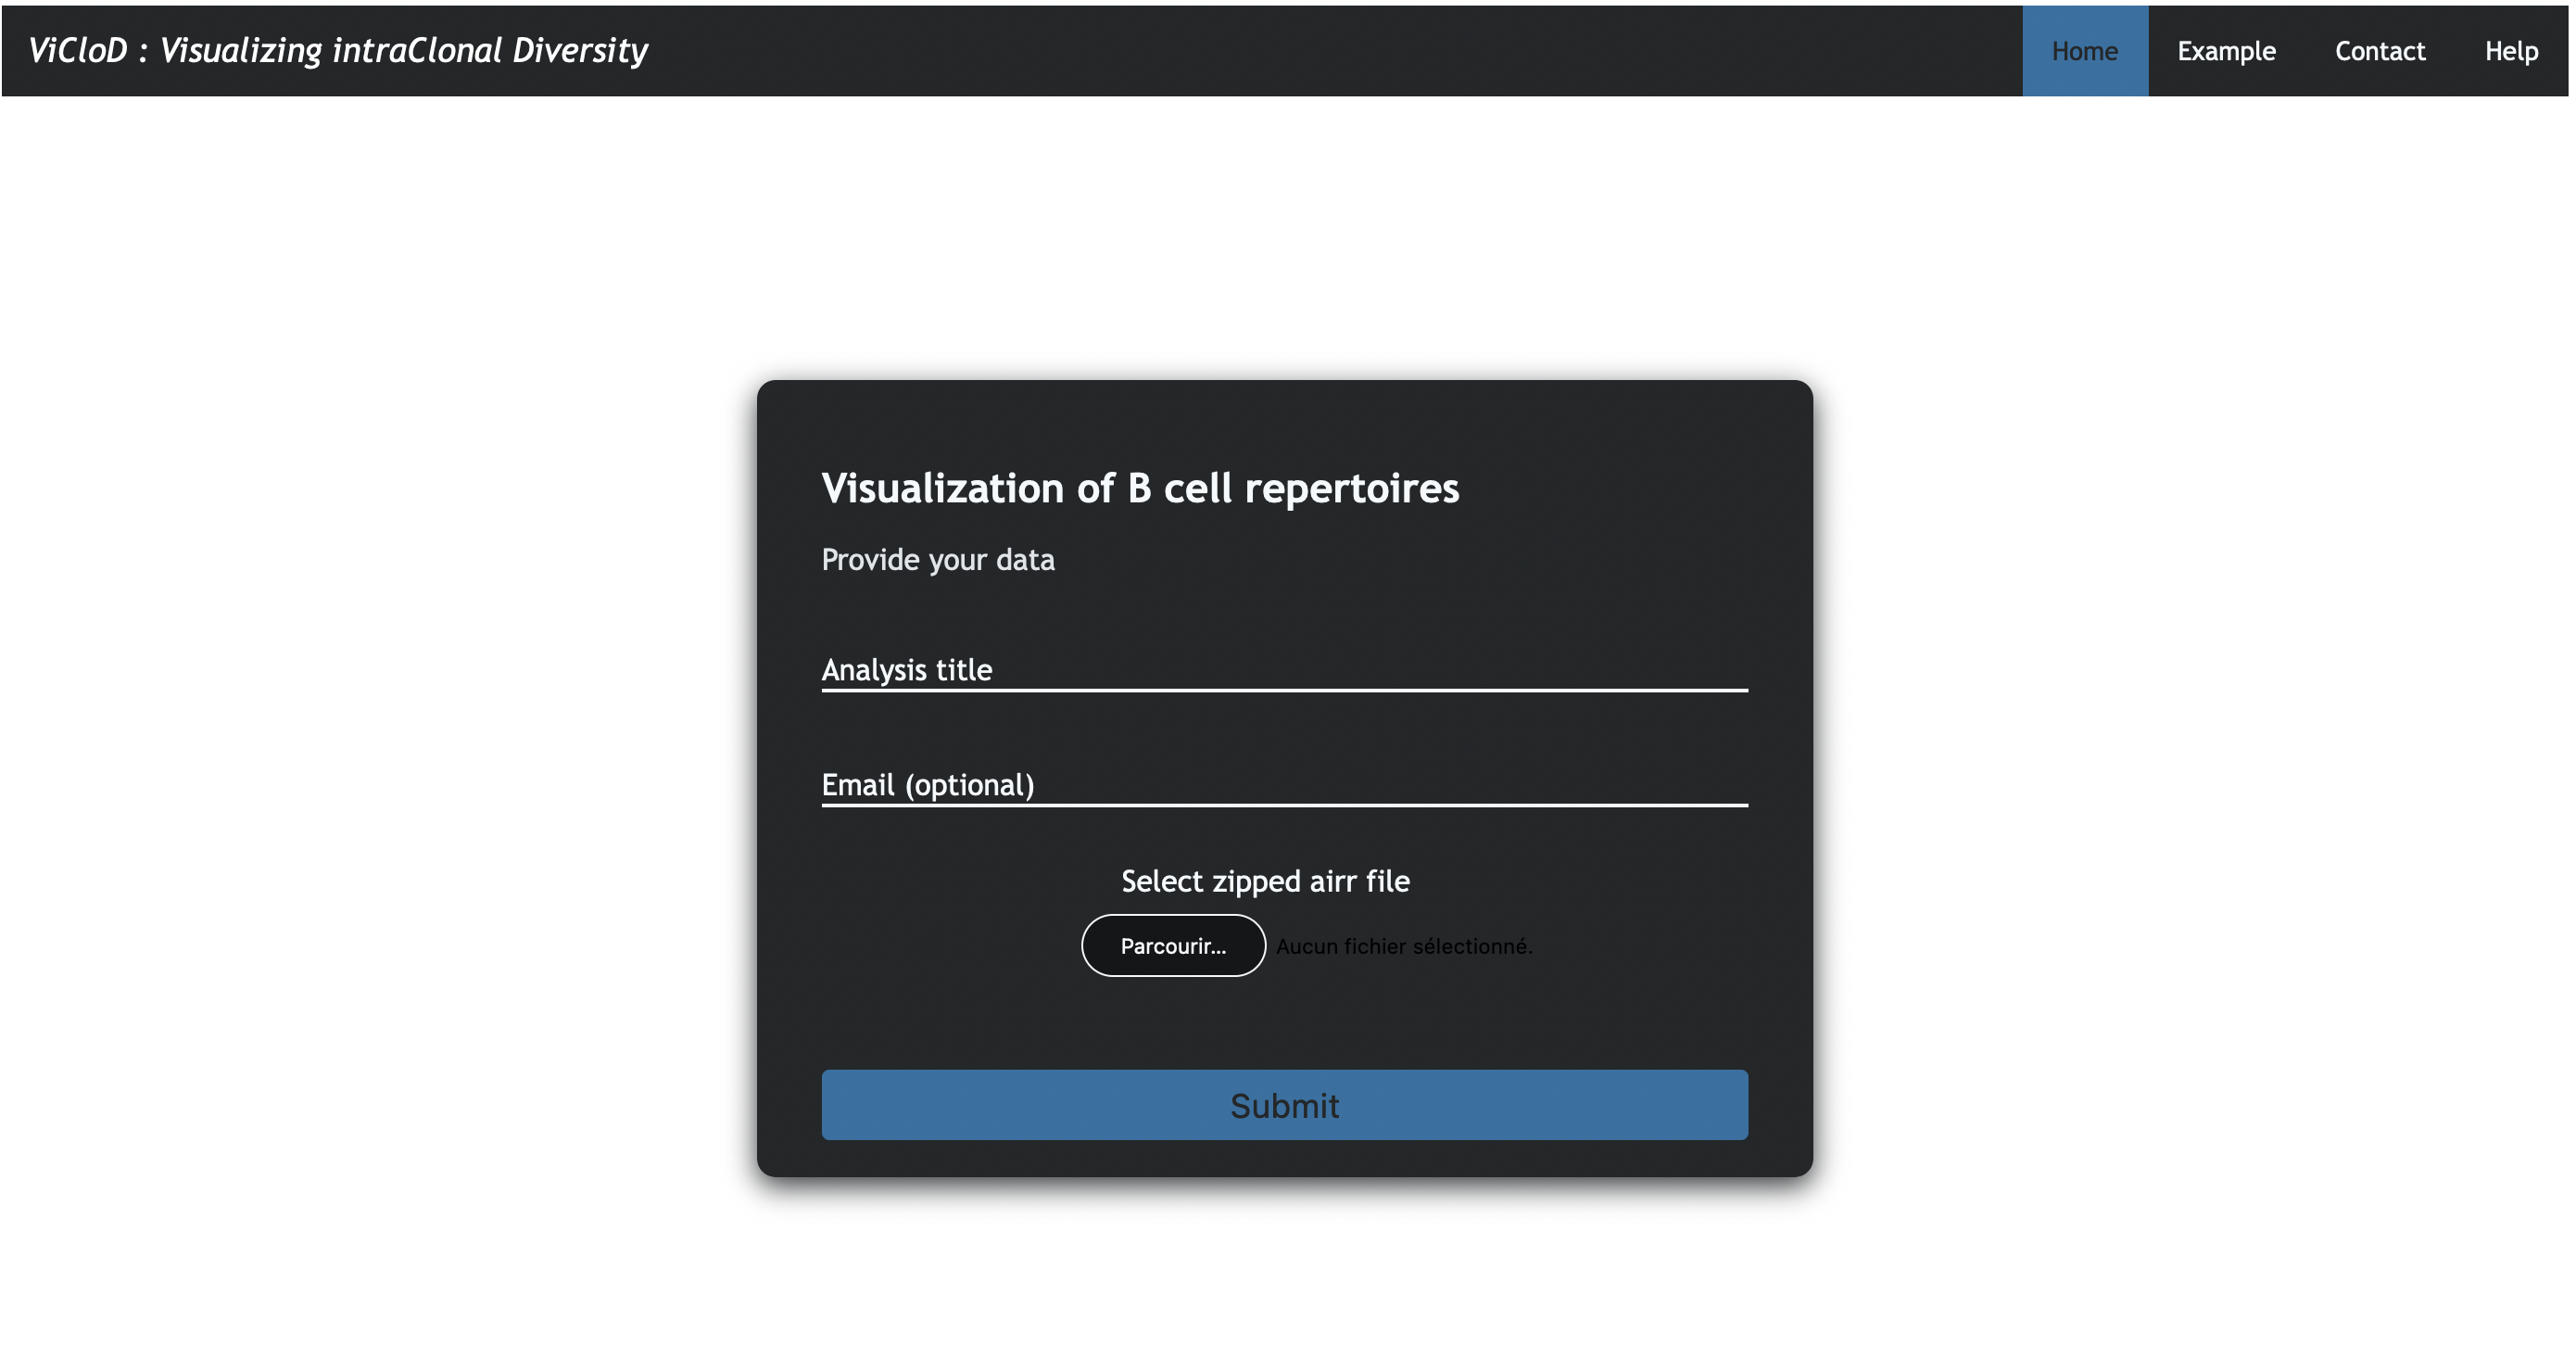 ViCloD : Visualizing intraClonal Diversity Home Example Contact Help
Visualization of B cell repertoires
Provide your data
Analysis title
Email (optional)
Select zipped airr file
Parcourir... Aucun fichier sélectionné.
Submit